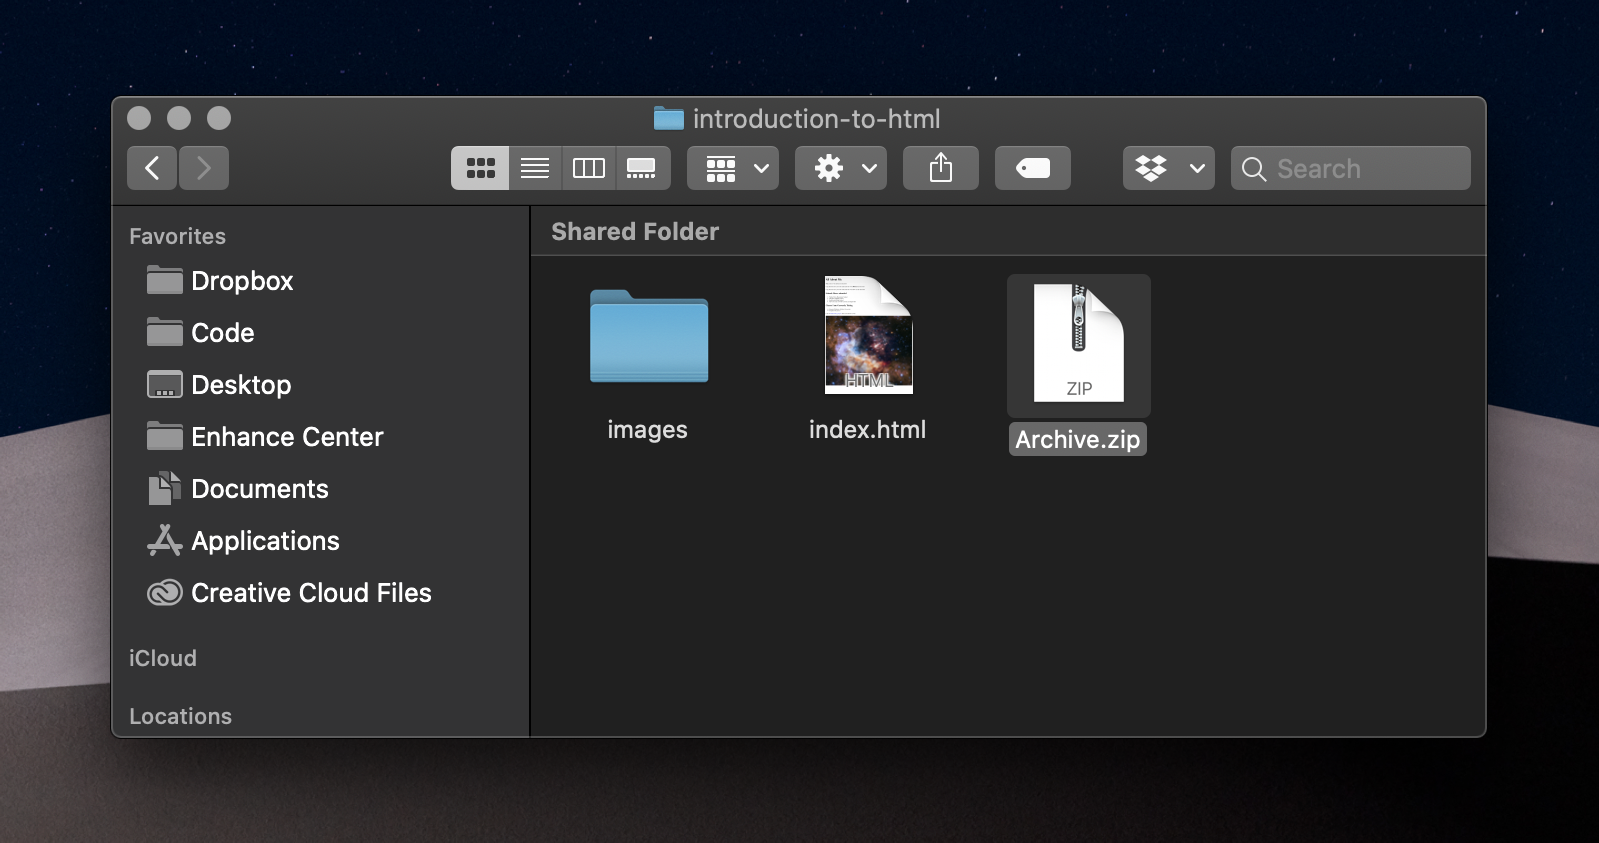 introduction-to-html
Search
Favorites
Dropbox
Code
Desktop
Enhance Center
Documents
Applications
Creative Cloud Files
iCloud
Locations
Shared Folder
HTML
ZIP
images
index.html
Archive.zip